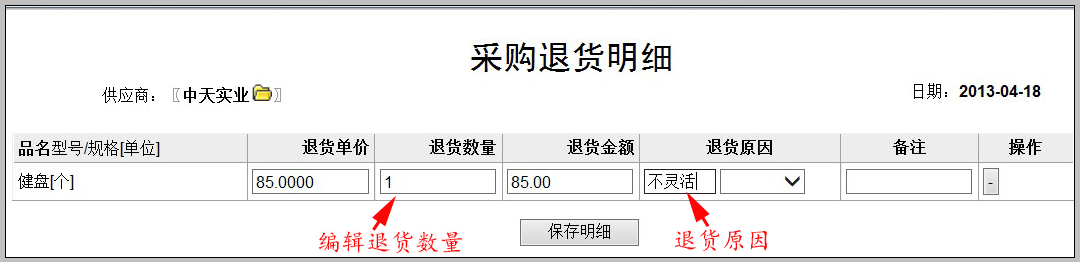 采购退货明细
供应商：〖中天实业〗
日期：2013-04-18
品名型号/规格[单位] 退货单价 退货数量 退货金额 退货原因 备注 操作
健盘[个] 85.0000 1 85.00 不灵活 -
编辑退货数量 保存明细 退货原因